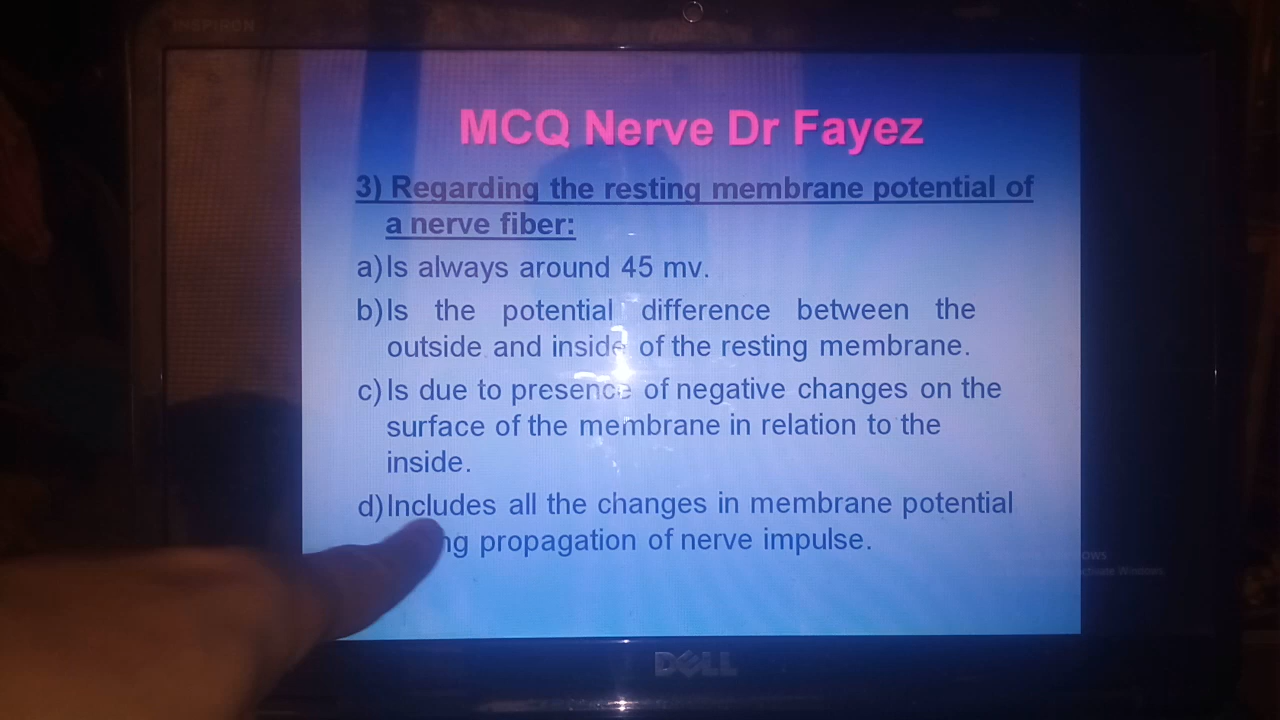 INSPIRON
MCQ Nerve Dr Fayez
3) Regarding the resting membrane potential of
a nerve fiber:
a) Is always around 45 mv.
b) Is the potential difference between the
outside and inside of the resting membrane.
c) Is due to presence of negative changes on the
surface of the membrane in relation to the
inside.
d) Includes all the changes in membrane potential
propagation of nerve impulse.
Windows.
DELL